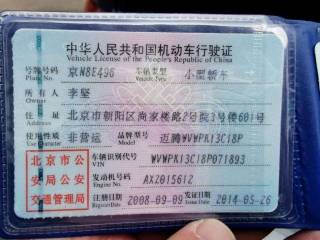 中华人民共和国机动车行驶证
Vehicle License of the People's Republic of China
号牌号码 京N8E496 车辆类型 小型轿车
Plate No. Vehicle Type
所有人 李坚
Owner
住址 北京市朝阳区南家楼路2号院3号楼601号
Address
使用性质 非营运 品牌型号 迈腾WVWPK13C18P
Use Character Model
北京市公
安局公安
交通管理局
车辆识别代号 WVWPK13C18P071893
VIN
发动机号码 AX2015612
Engine No.
注册日期 2008-09-09 发证日期 2014-05-26
Register Date Issue Date